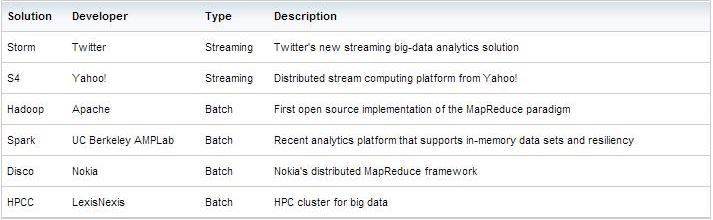 Solution Developer Type Description
Storm Twitter Streaming Twitter's new streaming big-data analytics solution
S4 Yahoo! Streaming Distributed stream computing platform from Yahoo!
Hadoop Apache Batch First open source implementation of the MapReduce paradigm
Spark UC Berkeley AMPLab Batch Recent analytics platform that supports in-memory data sets and resiliency
Disco Nokia Batch Nokia's distributed MapReduce framework
HPCC LexisNexis Batch HPC cluster for big data